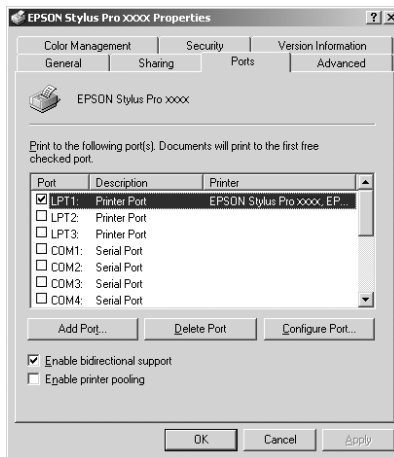 EPSON Stylus Pro XXXX Properties
Color Management Security Version Information
General Sharing Ports Advanced
EPSON Stylus Pro xxxx
Print to the following port(s). Documents will print to the first free
checked port.
Port Description Printer
LPT1: Printer Port EPSON Stylus Pro xxxx, EP...
LPT2: Printer Port
LPT3: Printer Port
COM1: Serial Port
COM2: Serial Port
COM3: Serial Port
COM4: Serial Port
Add Port... Delete Port Configure Port...
Enable bidirectional support
Enable printer pooling
OK Cancel Apply